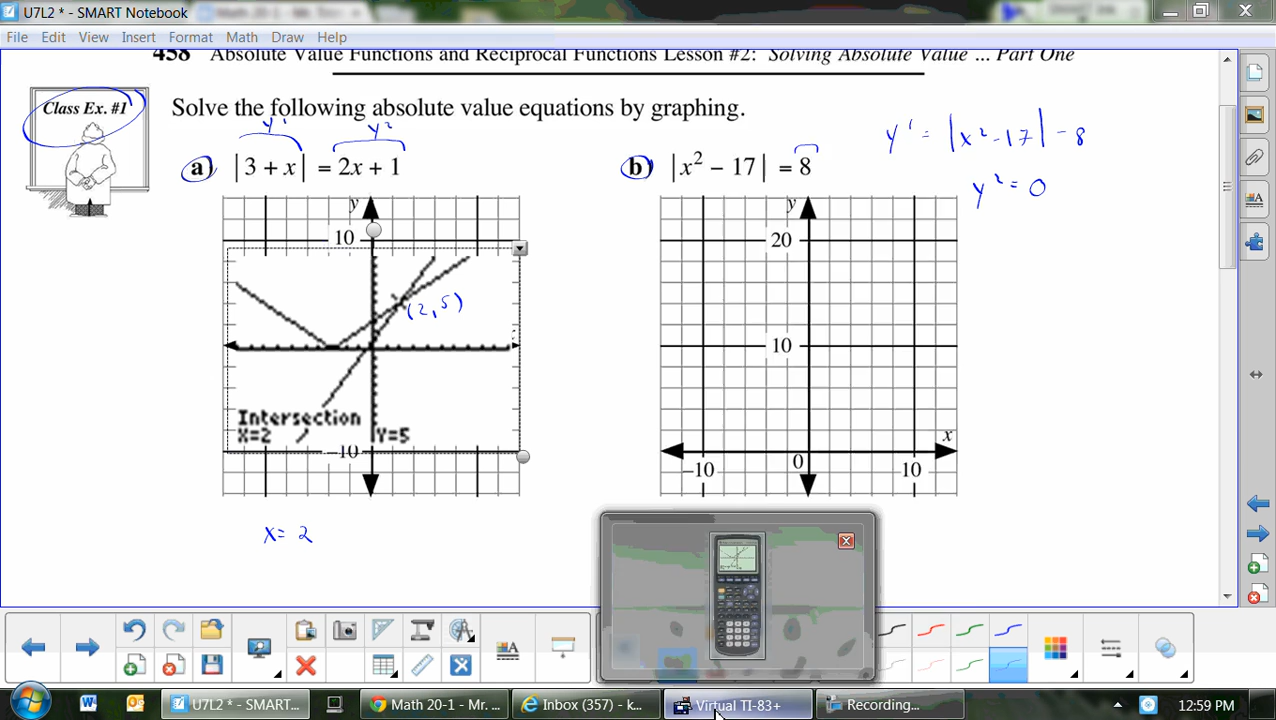 U7L2 * - SMART Notebook
File Edit View Insert Format Math Draw Help
458 Absolute Value Functions and Reciprocal Functions Lesson #2: Solving Absolute Value ... Part One
Class Ex. #1
Solve the following absolute value equations by graphing.
y1 y2
a) |3 + x| = 2x + 1
b) |x² − 17| = 8
y¹ = |x² - 17| - 8
y² = 0
y
10
(2,5)
Intersection
X=2 Y=5
−10
x = 2
y
20
10
x
−10 0 10
U7L2 * - SMART...
Math 20-1 - Mr. ...
Inbox (357) - k...
Virtual TI-83+
Recording...
12:59 PM